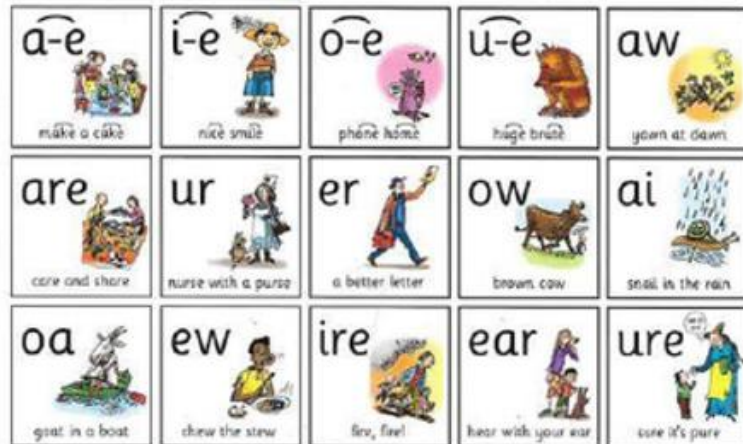 a-e i-e o-e u-e aw
make a cake nice smile phone home huge brute yawn at dawn
are ur er ow ai
care and share nurse with a purse a better letter brown cow snail in the rain
oa ew ire ear ure
goat in a boat chew the stew fire, fire! hear with your ear sure it's pure